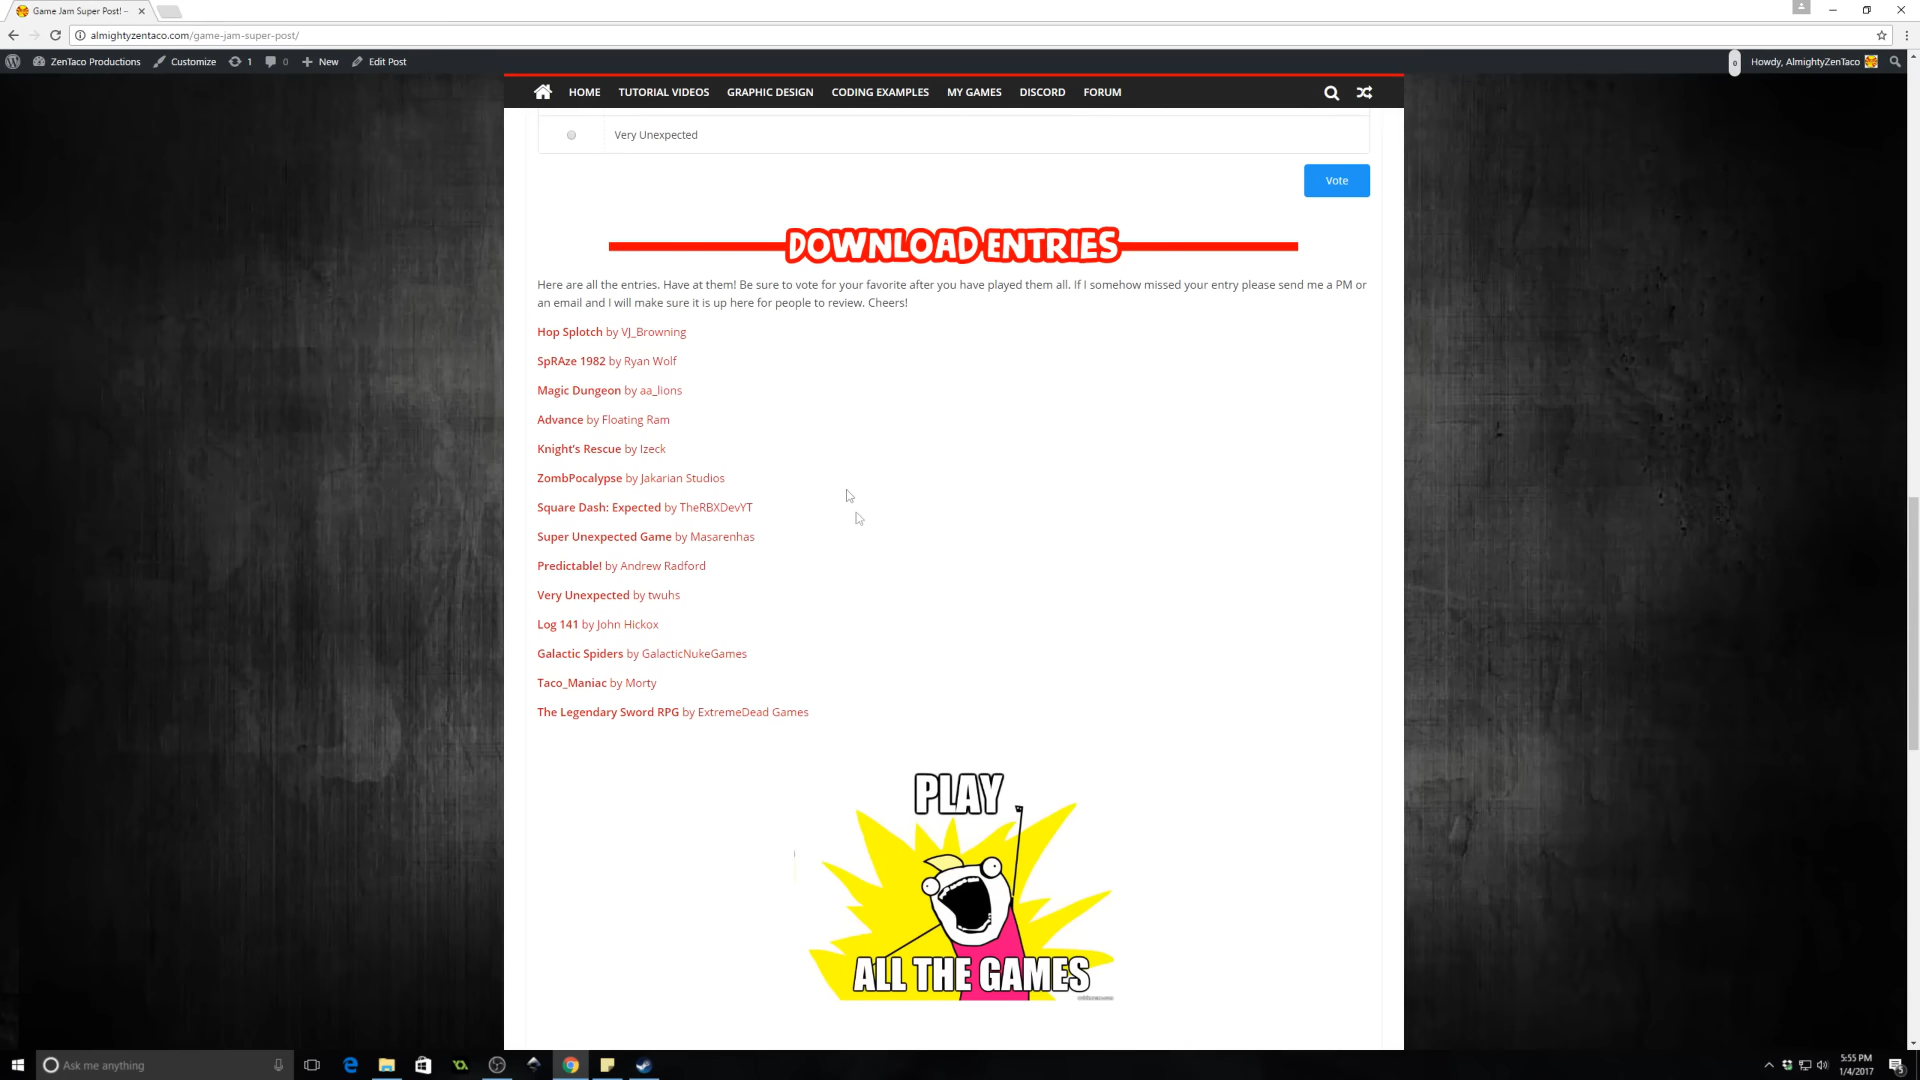 Game Jam Super Post! –
almightyzentaco.com/game-jam-super-post/
ZenTaco Productions Customize 1 0 New Edit Post 0 Howdy, AlmightyZenTaco
HOME TUTORIAL VIDEOS GRAPHIC DESIGN CODING EXAMPLES MY GAMES DISCORD FORUM
Very Unexpected
Vote
DOWNLOAD ENTRIES
Here are all the entries. Have at them! Be sure to vote for your favorite after you have played them all. If I somehow missed your entry please send me a PM or
an email and I will make sure it is up here for people to review. Cheers!
Hop Splotch by VJ_Browning
SpRAze 1982 by Ryan Wolf
Magic Dungeon by aa_lions
Advance by Floating Ram
Knight's Rescue by Izeck
ZombPocalypse by Jakarian Studios
Square Dash: Expected by TheRBXDevYT
Super Unexpected Game by Masarenhas
Predictable! by Andrew Radford
Very Unexpected by twuhs
Log 141 by John Hickox
Galactic Spiders by GalacticNukeGames
Taco_Maniac by Morty
The Legendary Sword RPG by ExtremeDead Games
PLAY
ALL THE GAMES
Ask me anything
5:55 PM
1/4/2017